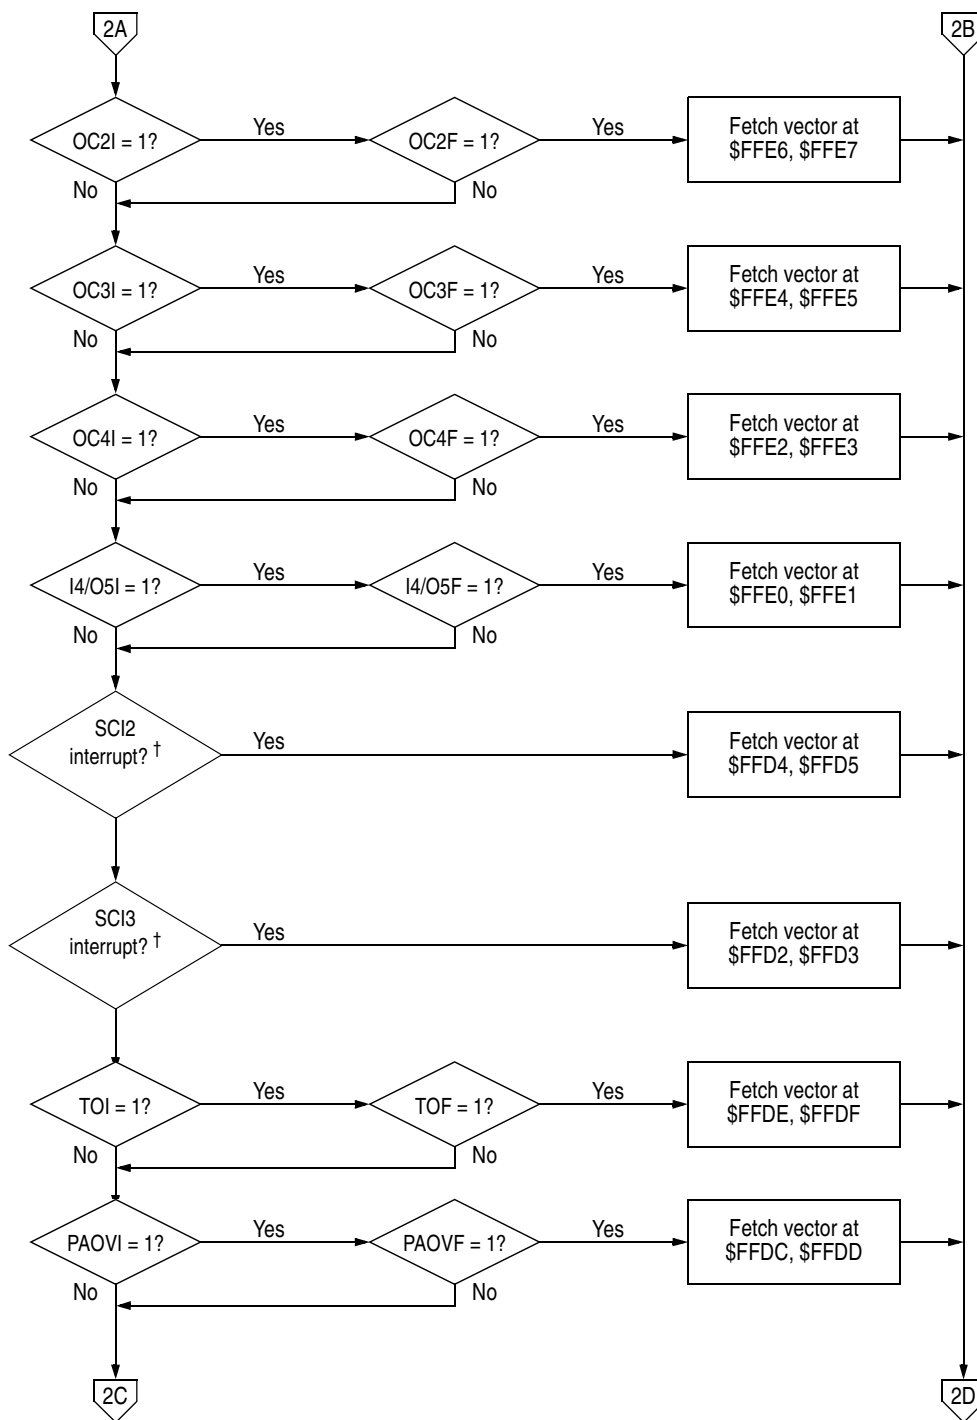 2A
2B
OC2I = 1?
Yes
OC2F = 1?
Yes
Fetch vector at
$FFE6, $FFE7
No
No
OC3I = 1?
Yes
OC3F = 1?
Yes
Fetch vector at
$FFE4, $FFE5
No
No
OC4I = 1?
Yes
OC4F = 1?
Yes
Fetch vector at
$FFE2, $FFE3
No
No
I4/O5I = 1?
Yes
I4/O5F = 1?
Yes
Fetch vector at
$FFE0, $FFE1
No
No
SCI2
interrupt? †
Yes
Fetch vector at
$FFD4, $FFD5
SCI3
interrupt? †
Yes
Fetch vector at
$FFD2, $FFD3
TOI = 1?
Yes
TOF = 1?
Yes
Fetch vector at
$FFDE, $FFDF
No
No
PAOVI = 1?
Yes
PAOVF = 1?
Yes
Fetch vector at
$FFDC, $FFDD
No
No
2C
2D